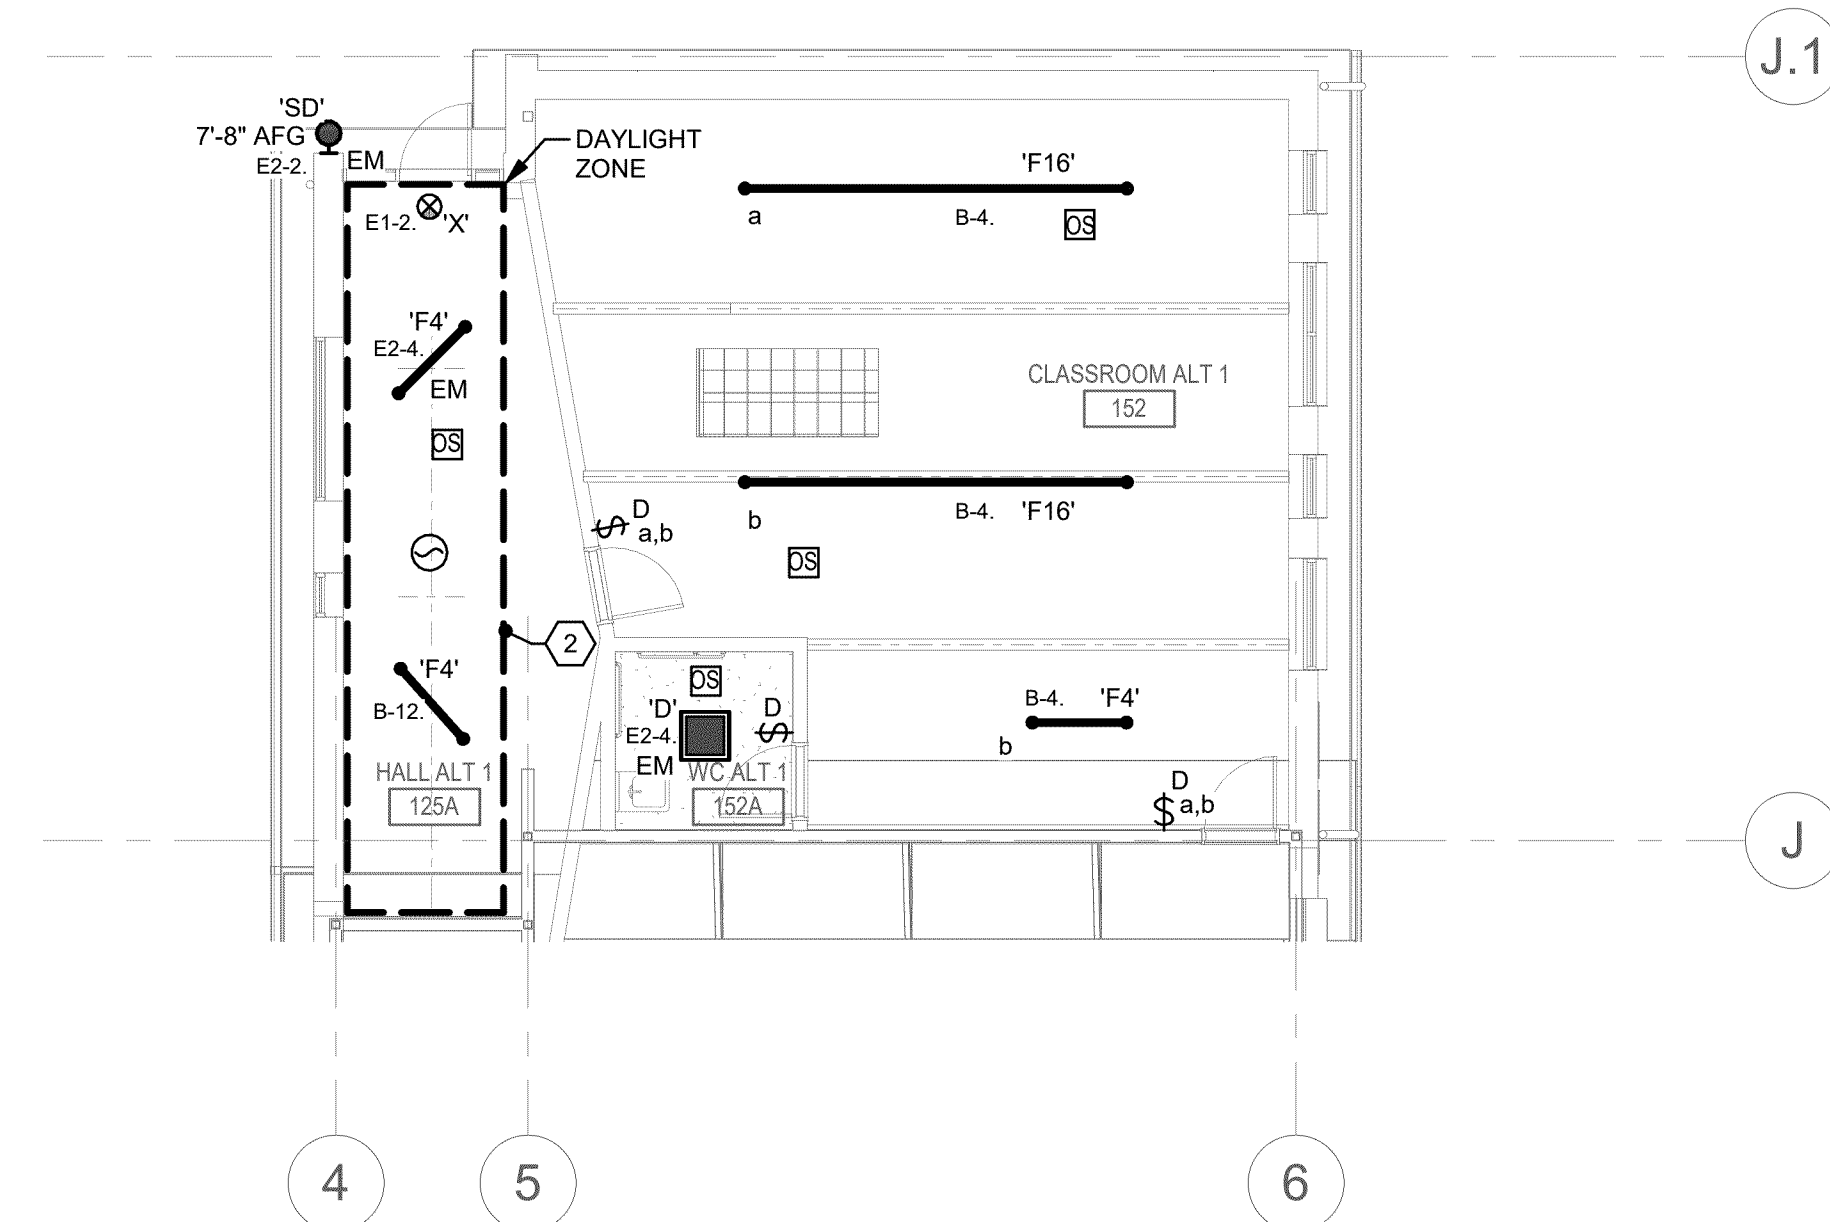 J.1
'SD'
7'-8" AFG
E2-2.
EM
DAYLIGHT
ZONE
E1-2.
'X'
'F16'
a
B-4.
OS
'F4'
E2-4.
EM
OS
CLASSROOM ALT 1
152
D
a,b
b
B-4.
'F16'
OS
2
'F4'
B-12.
OS
'D'
E2-4.
EM
D
B-4.
'F4'
b
HALL ALT 1
125A
WC ALT 1
152A
D
$ a,b
J
4
5
6